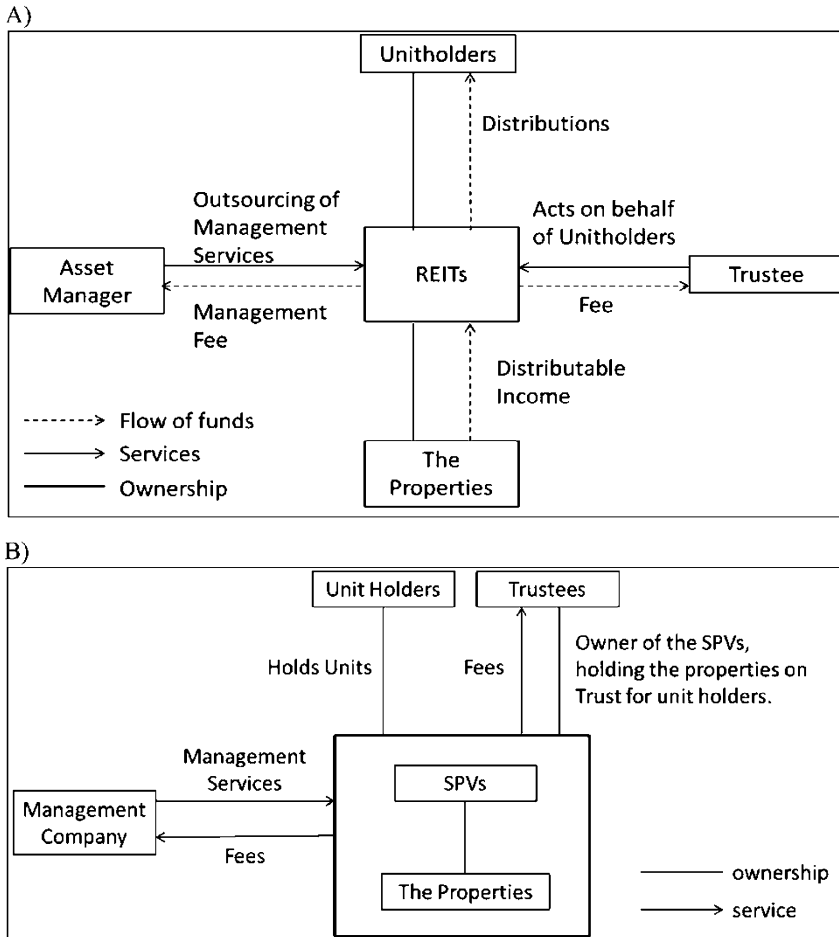 A)
Unitholders
Distributions
Outsourcing of
Management
Services
Acts on behalf
of Unitholders
Asset
Manager
REITs
Trustee
Management
Fee
Fee
Distributable
Income
Flow of funds
Services
Ownership
The
Properties
B)
Unit Holders
Trustees
Holds Units
Fees
Owner of the SPVs,
holding the properties on
Trust for unit holders.
Management
Services
SPVs
Management
Company
Fees
The Properties
ownership
service